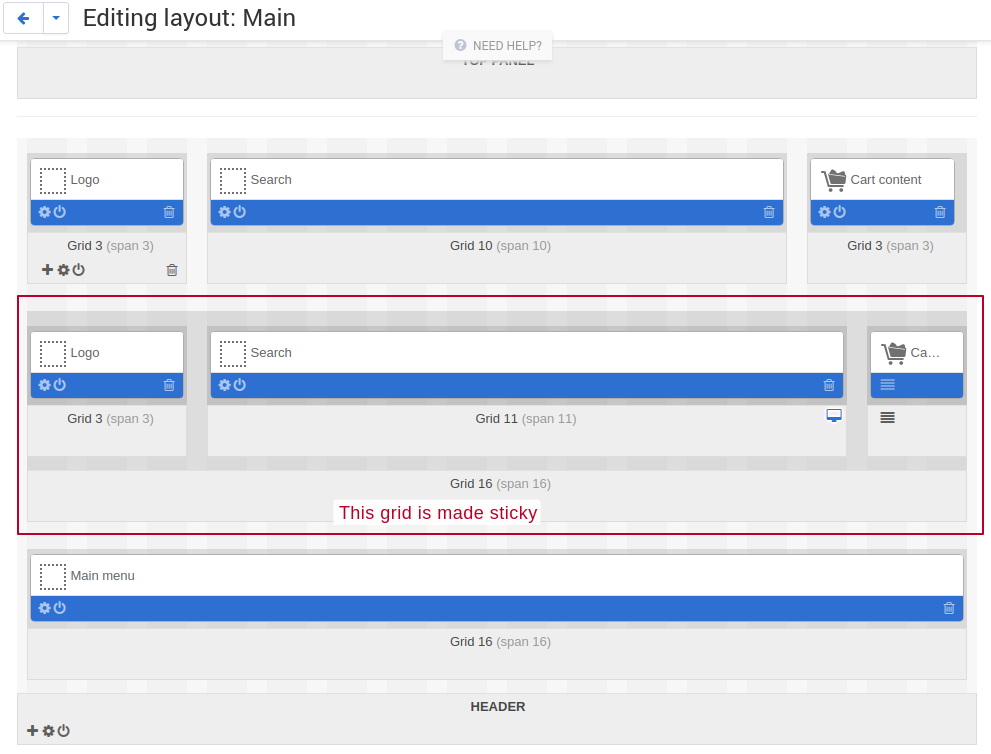 Editing layout: Main
NEED HELP?
TOP PANEL
Logo
Search
Cart content
Grid 3 (span 3)
Grid 10 (span 10)
Grid 3 (span 3)
Logo
Search
Ca…
Grid 3 (span 3)
Grid 11 (span 11)
Grid 16 (span 16)
This grid is made sticky
Main menu
Grid 16 (span 16)
HEADER